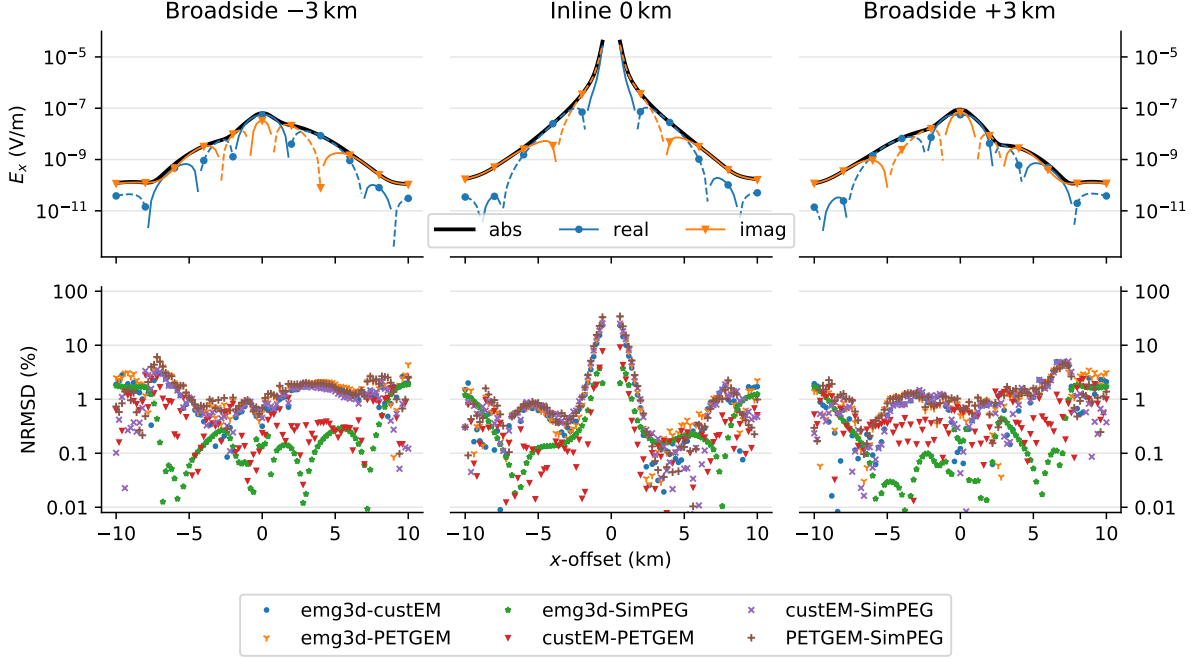 Broadside −3 km
Inline 0 km
Broadside +3 km
10⁻⁵
10⁻⁷
10⁻⁹
10⁻¹¹
Eₓ (V/m)
10⁻⁵
10⁻⁷
10⁻⁹
10⁻¹¹
abs real imag
100
10
1
0.1
0.01
NRMSD (%)
100
10
1
0.1
0.01
−10 −5 0 5 10
−10 −5 0 5 10
−10 −5 0 5 10
x-offset (km)
emg3d-custEM emg3d-SimPEG custEM-SimPEG
emg3d-PETGEM custEM-PETGEM PETGEM-SimPEG